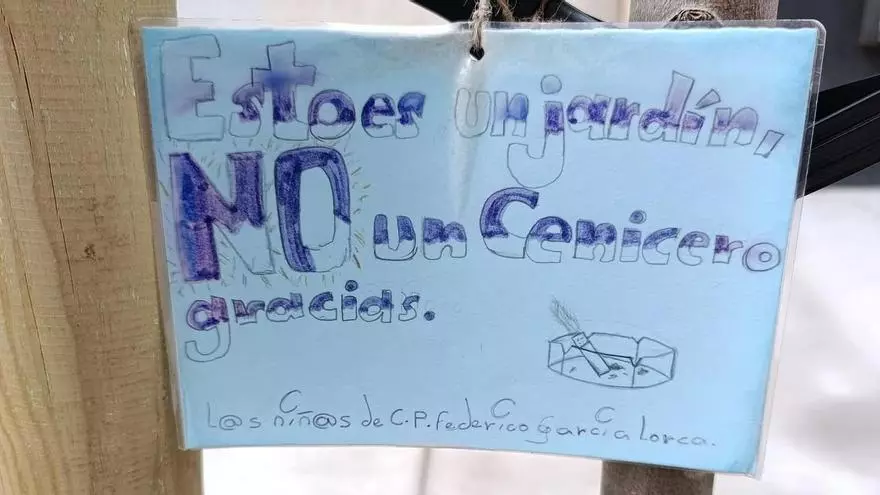 Esto es un jardín,
NO un Cenicero
gracias.
L@s niñ@s de C.P. Federico García Lorca.